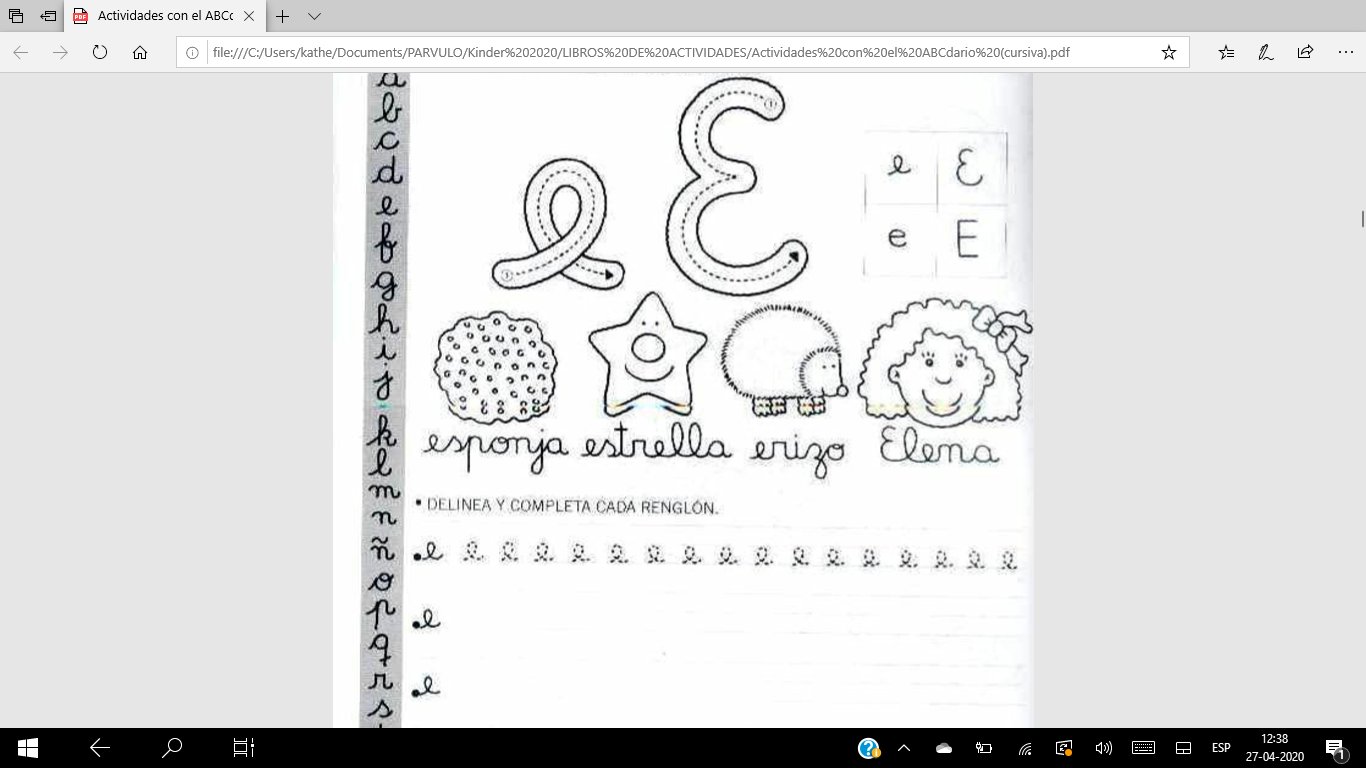 Actividades con el ABCc
file:///C:/Users/kathe/Documents/PARVULO/Kinder%202020/LIBROS%20DE%20ACTIVIDADES/Actividades%20con%20el%20ABCdario%20(cursiva).pdf
a
b
c
d
e
f
g
h
i
j
k
l
m
n
ñ
o
p
q
r
s
e E
e E
e E
esponja estrella erizo Elena
• DELINEA Y COMPLETA CADA RENGLÓN.
.e e e e e e e e e e e e e e e e e
.e
.e
ESP
12:38
27-04-2020
1